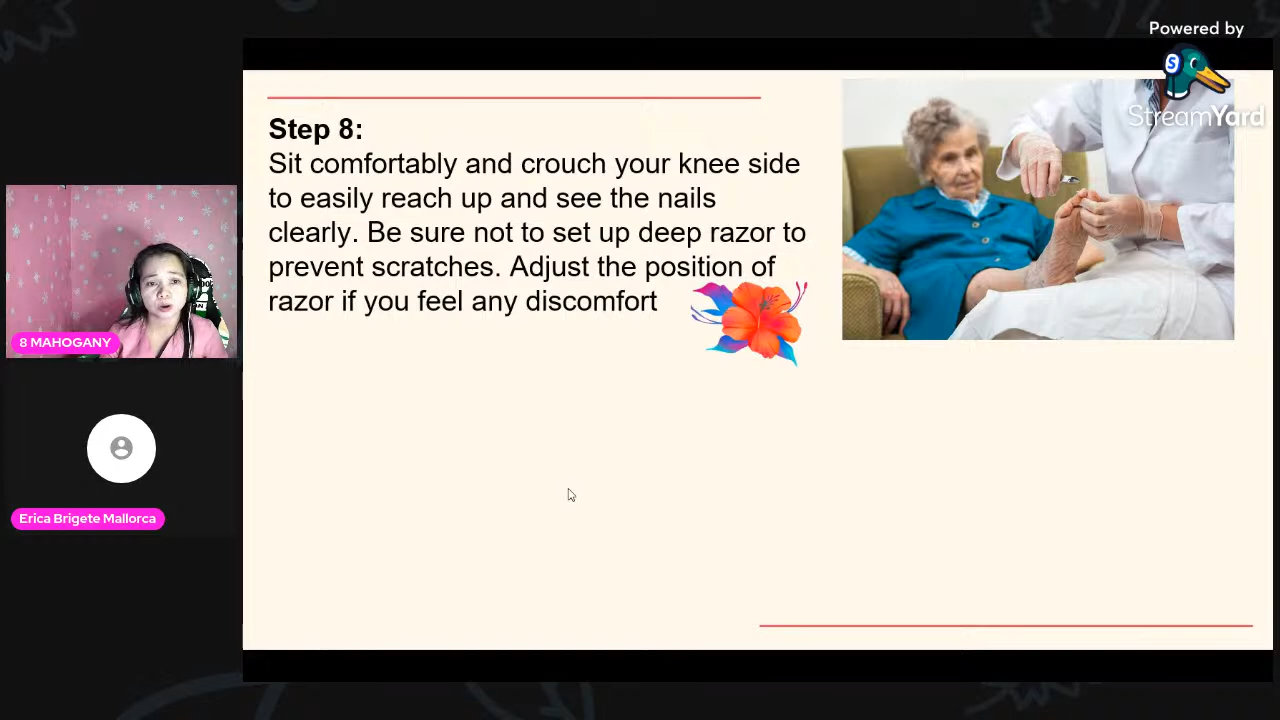 Powered by
StreamYard
Step 8:
Sit comfortably and crouch your knee side
to easily reach up and see the nails
clearly. Be sure not to set up deep razor to
prevent scratches. Adjust the position of
razor if you feel any discomfort
8 MAHOGANY
Erica Brigete Mallorca